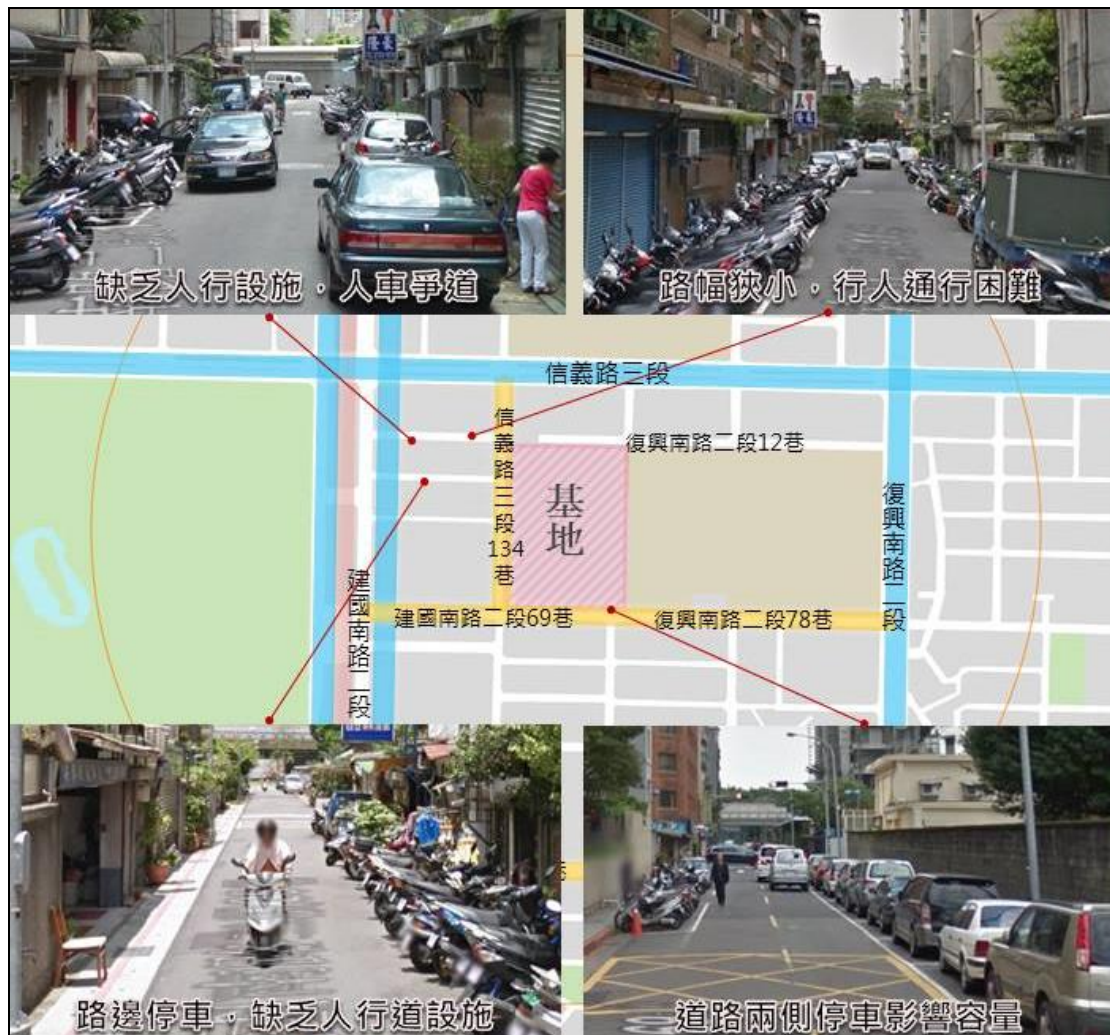 隆豪
缺乏人行設施，人車爭道
隆豪
路幅狹小，行人通行困難
信義路三段
信義路三段134巷
復興南路二段12巷
基地
復興南路二段
建國南路二段
建國南路二段69巷
復興南路二段78巷
路邊停車，缺乏人行道設施
道路兩側停車影響容量